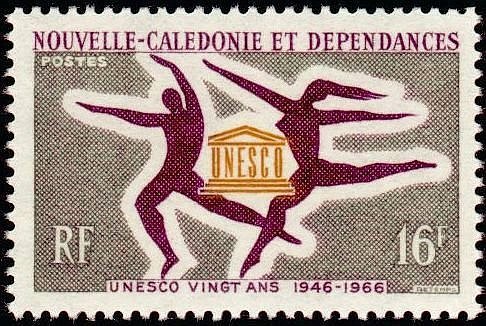 NOUVELLE-CALEDONIE ET DEPENDANCES
POSTES
UNESCO
RF
16F
UNESCO VINGT ANS 1946-1966